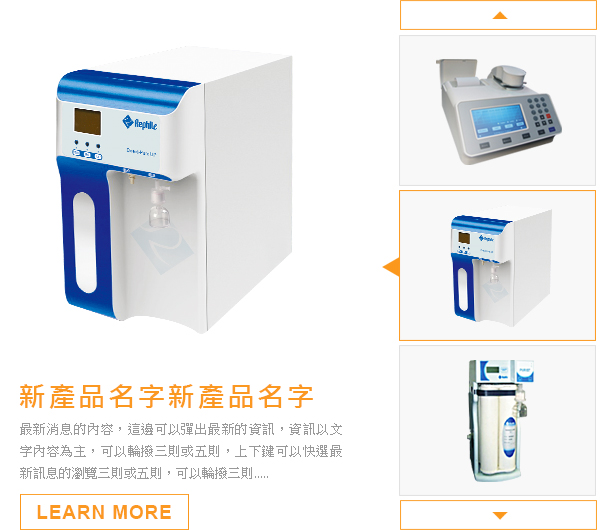 RephiLe
新產品名字新產品名字
最新消息的內容，這邊可以彈出最新的資訊，資訊以文
字內容為主，可以輪撥三則或五則，上下鍵可以快選最
新訊息的瀏覽三則或五則，可以輪撥三則.....
LEARN MORE